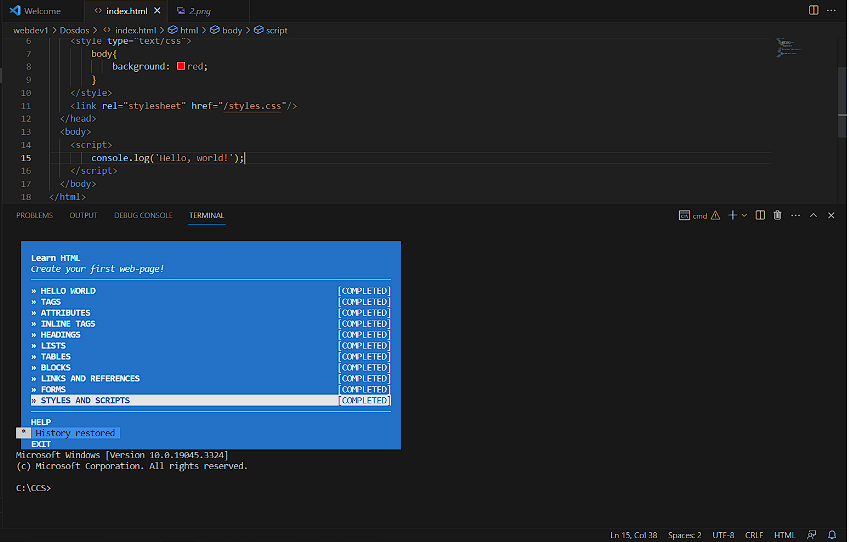 Welcome index.html 2.png
webdev1 > Dosdos > index.html > html > body > script
6 <style type="text/css">
7 body{
8 background: red;
9 }
10 </style>
11 <link rel="stylesheet" href="/styles.css"/>
12 </head>
13 <body>
14 <script>
15 console.log('Hello, world!');
16 </script>
17 </body>
18 </html>
PROBLEMS OUTPUT DEBUG CONSOLE TERMINAL cmd
Learn HTML
Create your first web-page!
» HELLO WORLD [COMPLETED]
» TAGS [COMPLETED]
» ATTRIBUTES [COMPLETED]
» INLINE TAGS [COMPLETED]
» HEADINGS [COMPLETED]
» LISTS [COMPLETED]
» TABLES [COMPLETED]
» BLOCKS [COMPLETED]
» LINKS AND REFERENCES [COMPLETED]
» FORMS [COMPLETED]
» STYLES AND SCRIPTS [COMPLETED]
HELP
* History restored
EXIT
Microsoft Windows [Version 10.0.19045.3324]
(c) Microsoft Corporation. All rights reserved.
C:\CCS>
Ln 15, Col 38 Spaces: 2 UTF-8 CRLF HTML